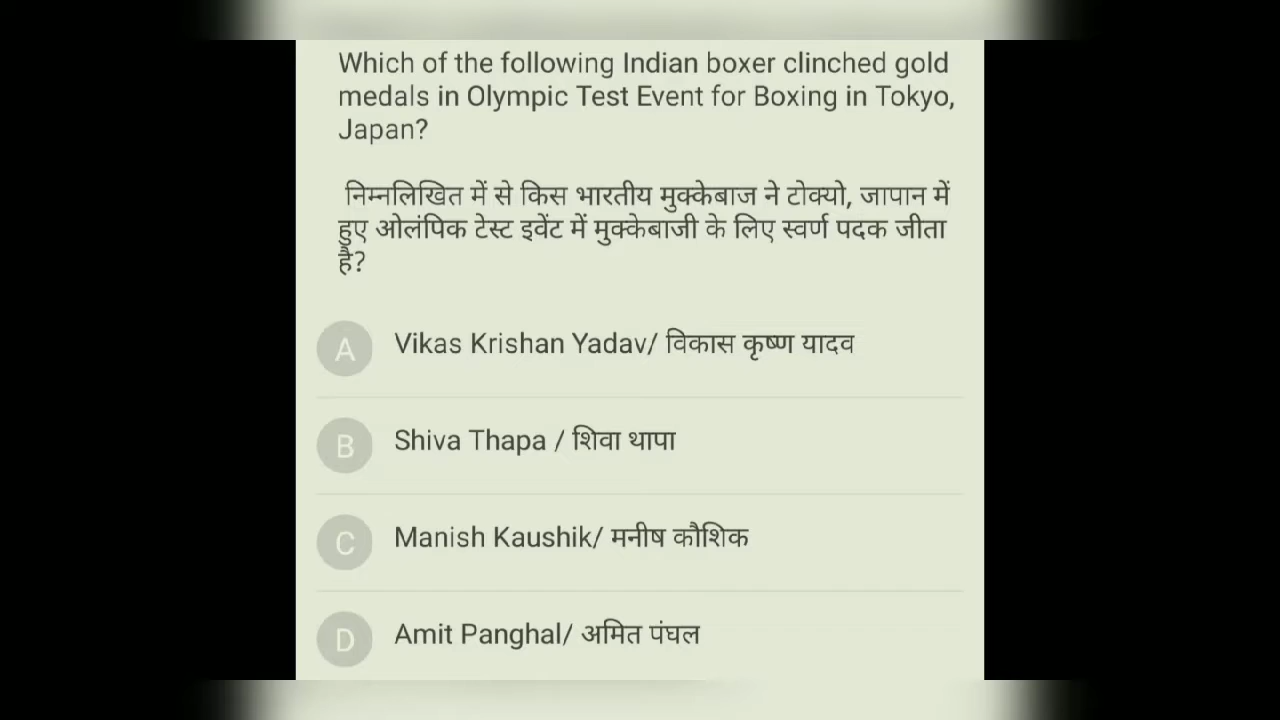 Which of the following Indian boxer clinched gold
medals in Olympic Test Event for Boxing in Tokyo,
Japan?
निम्नलिखित में से किस भारतीय मुक्केबाज ने टोक्यो, जापान में
हुए ओलंपिक टेस्ट इवेंट में मुक्केबाजी के लिए स्वर्ण पदक जीता
है?
A Vikas Krishan Yadav/ विकास कृष्ण यादव
B Shiva Thapa / शिवा थापा
C Manish Kaushik/ मनीष कौशिक
D Amit Panghal/ अमित पंघल